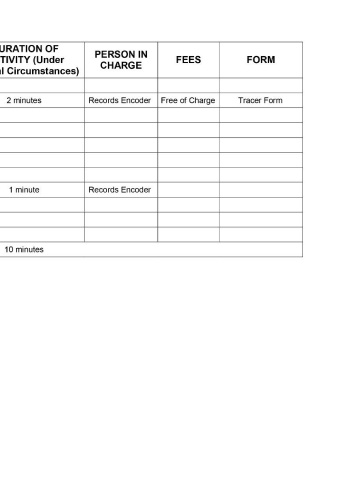 URATION OF
TIVITY (Under
al Circumstances)
PERSON IN
CHARGE
FEES
FORM
2 minutes
Records Encoder
Free of Charge
Tracer Form
1 minute
Records Encoder
10 minutes